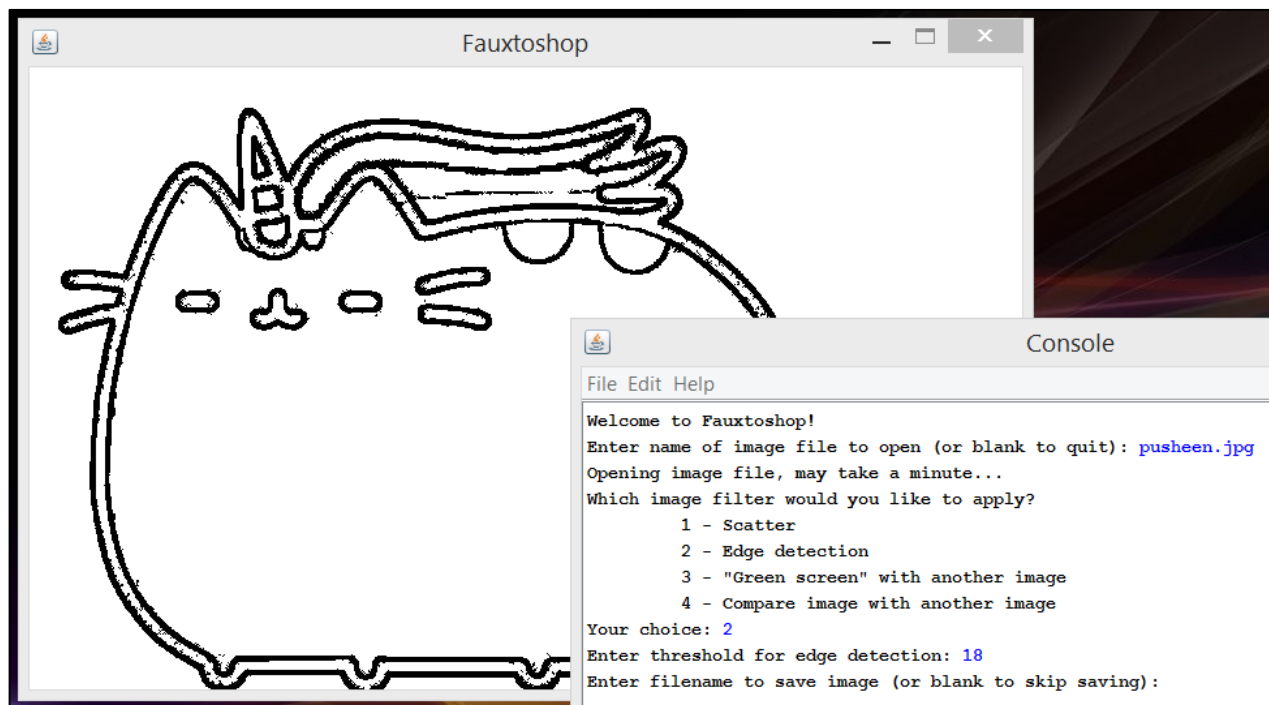 Fauxtoshop
Console
File Edit Help
Welcome to Fauxtoshop!
Enter name of image file to open (or blank to quit): pusheen.jpg
Opening image file, may take a minute...
Which image filter would you like to apply?
1 - Scatter
2 - Edge detection
3 - "Green screen" with another image
4 - Compare image with another image
Your choice: 2
Enter threshold for edge detection: 18
Enter filename to save image (or blank to skip saving):